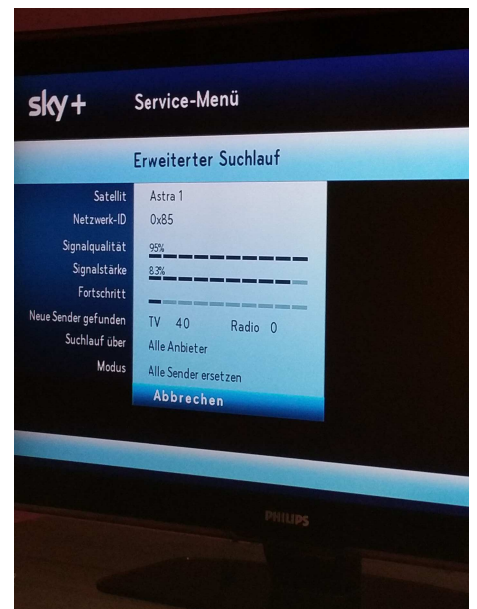 sky+ Service-Menü
Erweiterter Suchlauf
Satellit Astra 1
Netzwerk-ID 0x85
Signalqualität 95%
Signalstärke 83%
Fortschritt
Neue Sender gefunden TV 40 Radio 0
Suchlauf über Alle Anbieter
Modus Alle Sender ersetzen
Abbrechen
PHILIPS